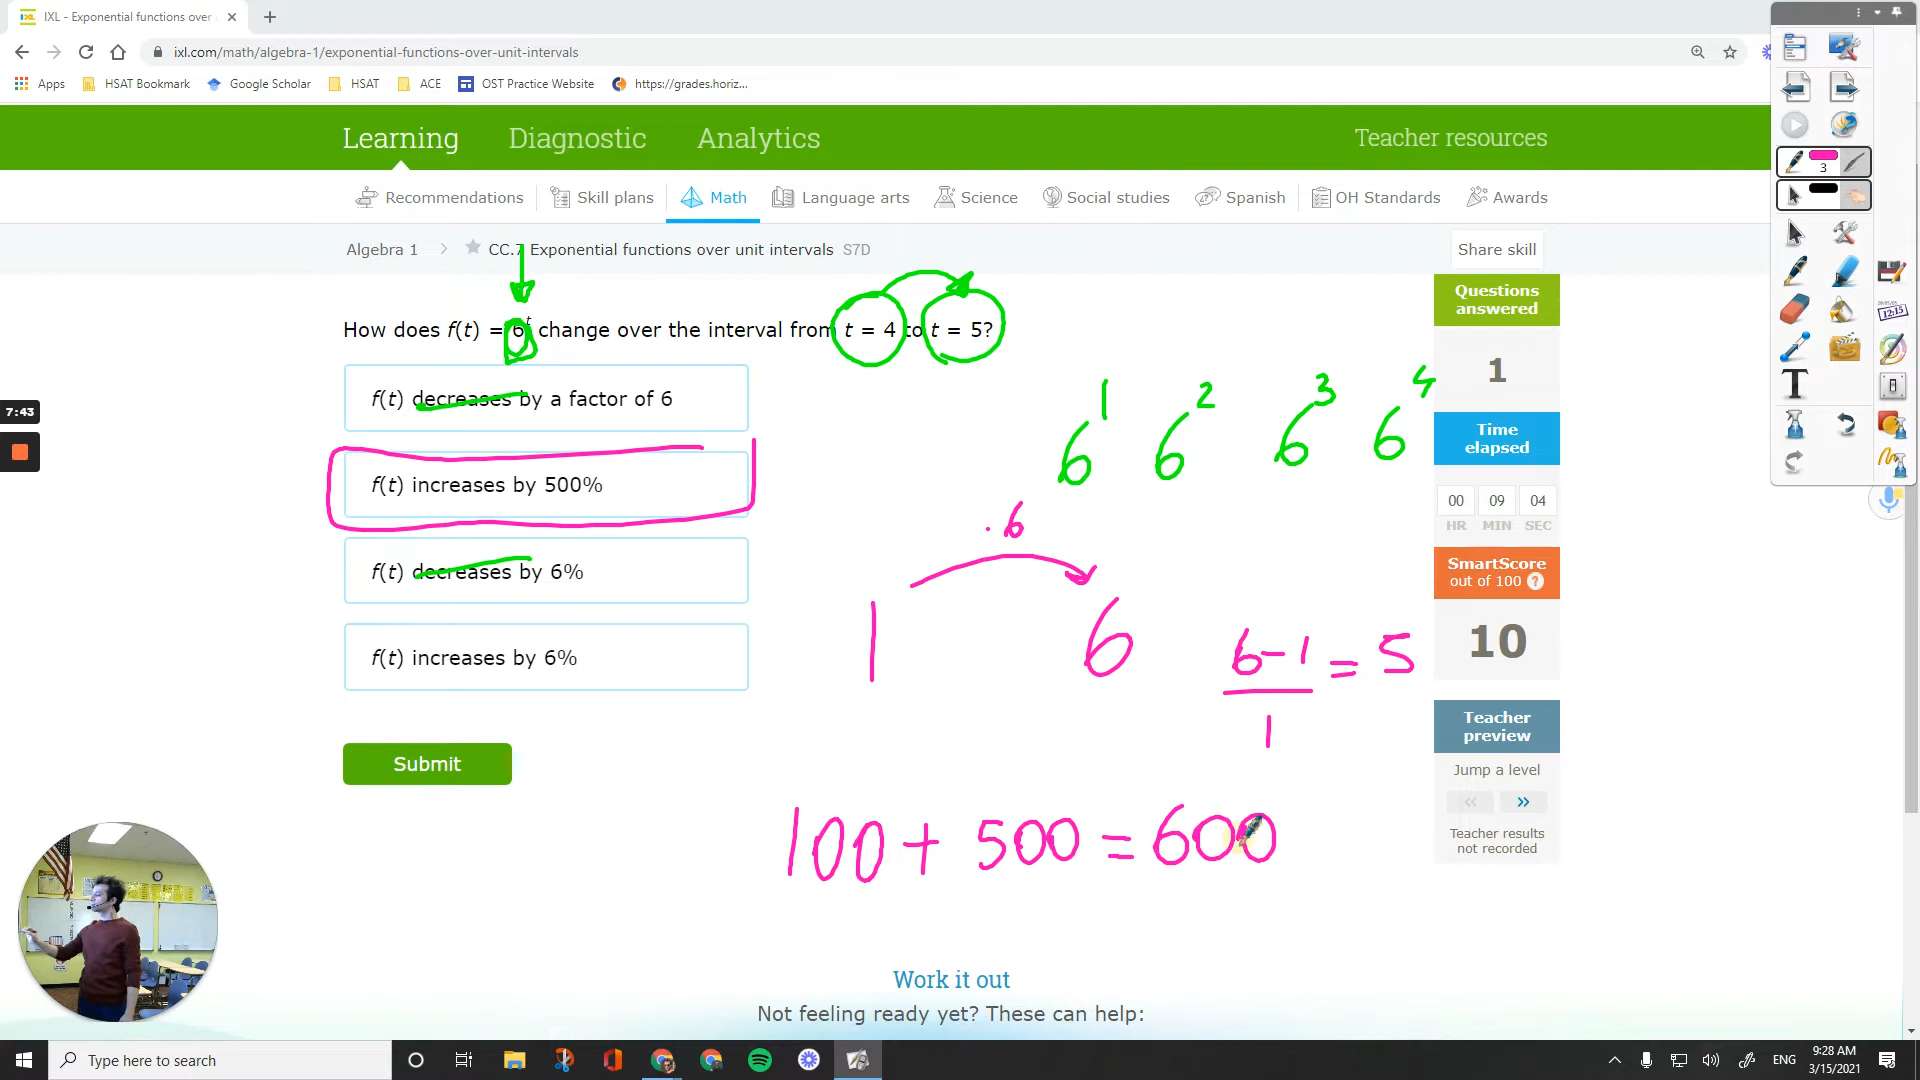 IXL - Exponential functions over
ixl.com/math/algebra-1/exponential-functions-over-unit-intervals
Apps HSAT Bookmark Google Scholar HSAT ACE OST Practice Website https://grades.horiz...
Learning Diagnostic Analytics Teacher resources
Recommendations Skill plans Math Language arts Science Social studies Spanish OH Standards Awards
Algebra 1 > CC.7 Exponential functions over unit intervals S7D Share skill
How does f(t) = 6^t change over the interval from t = 4 to t = 5?
f(t) decreases by a factor of 6
f(t) increases by 500%
f(t) decreases by 6%
f(t) increases by 6%
Submit
6^1 6^2 6^3 6^4
· 6
1 6
6 - 1 = 5
1
100 + 500 = 600
Questions
answered
1
Time
elapsed
00 09 04
HR MIN SEC
SmartScore
out of 100 ?
10
Teacher
preview
Jump a level
Teacher results
not recorded
Work it out
Not feeling ready yet? These can help:
7:43
3
12:15
T
Type here to search
ENG
9:28 AM
3/15/2021